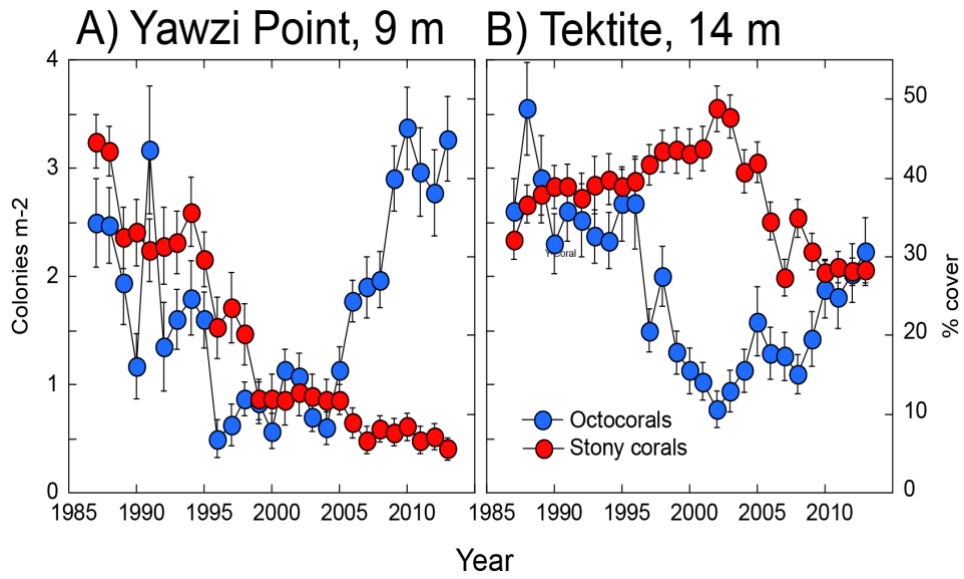 A) Yawzi Point, 9 m
B) Tektite, 14 m
4
3
2
1
0
Colonies m-2
1985 1990 1995 2000 2005 2010
1985 1990 1995 2000 2005 2010
50
40
30
20
10
0
% cover
Coral
Octocorals
Stony corals
Year